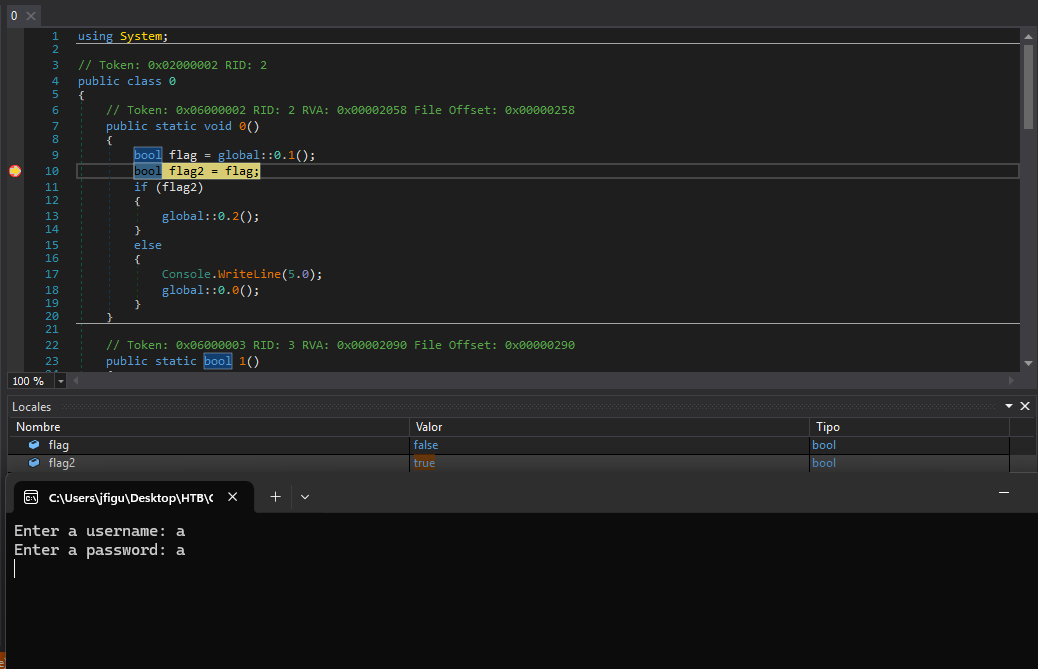 0
1 using System;
2
3 // Token: 0x02000002 RID: 2
4 public class 0
5 {
6 // Token: 0x06000002 RID: 2 RVA: 0x00002058 File Offset: 0x00000258
7 public static void 0()
8 {
9 bool flag = global::0.1();
10 bool flag2 = flag;
11 if (flag2)
12 {
13 global::0.2();
14 }
15 else
16 {
17 Console.WriteLine(5.0);
18 global::0.0();
19 }
20 }
21
22 // Token: 0x06000003 RID: 3 RVA: 0x00002090 File Offset: 0x00000290
23 public static bool 1()
100 %
Locales
Nombre Valor Tipo
flag false bool
flag2 true bool
C:\Users\jfigu\Desktop\HTB\
Enter a username: a
Enter a password: a